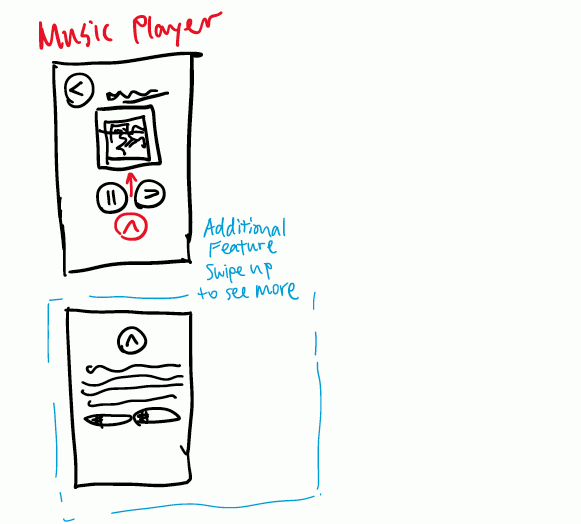 Music Player
Additional
Feature
Swipe up
to see more